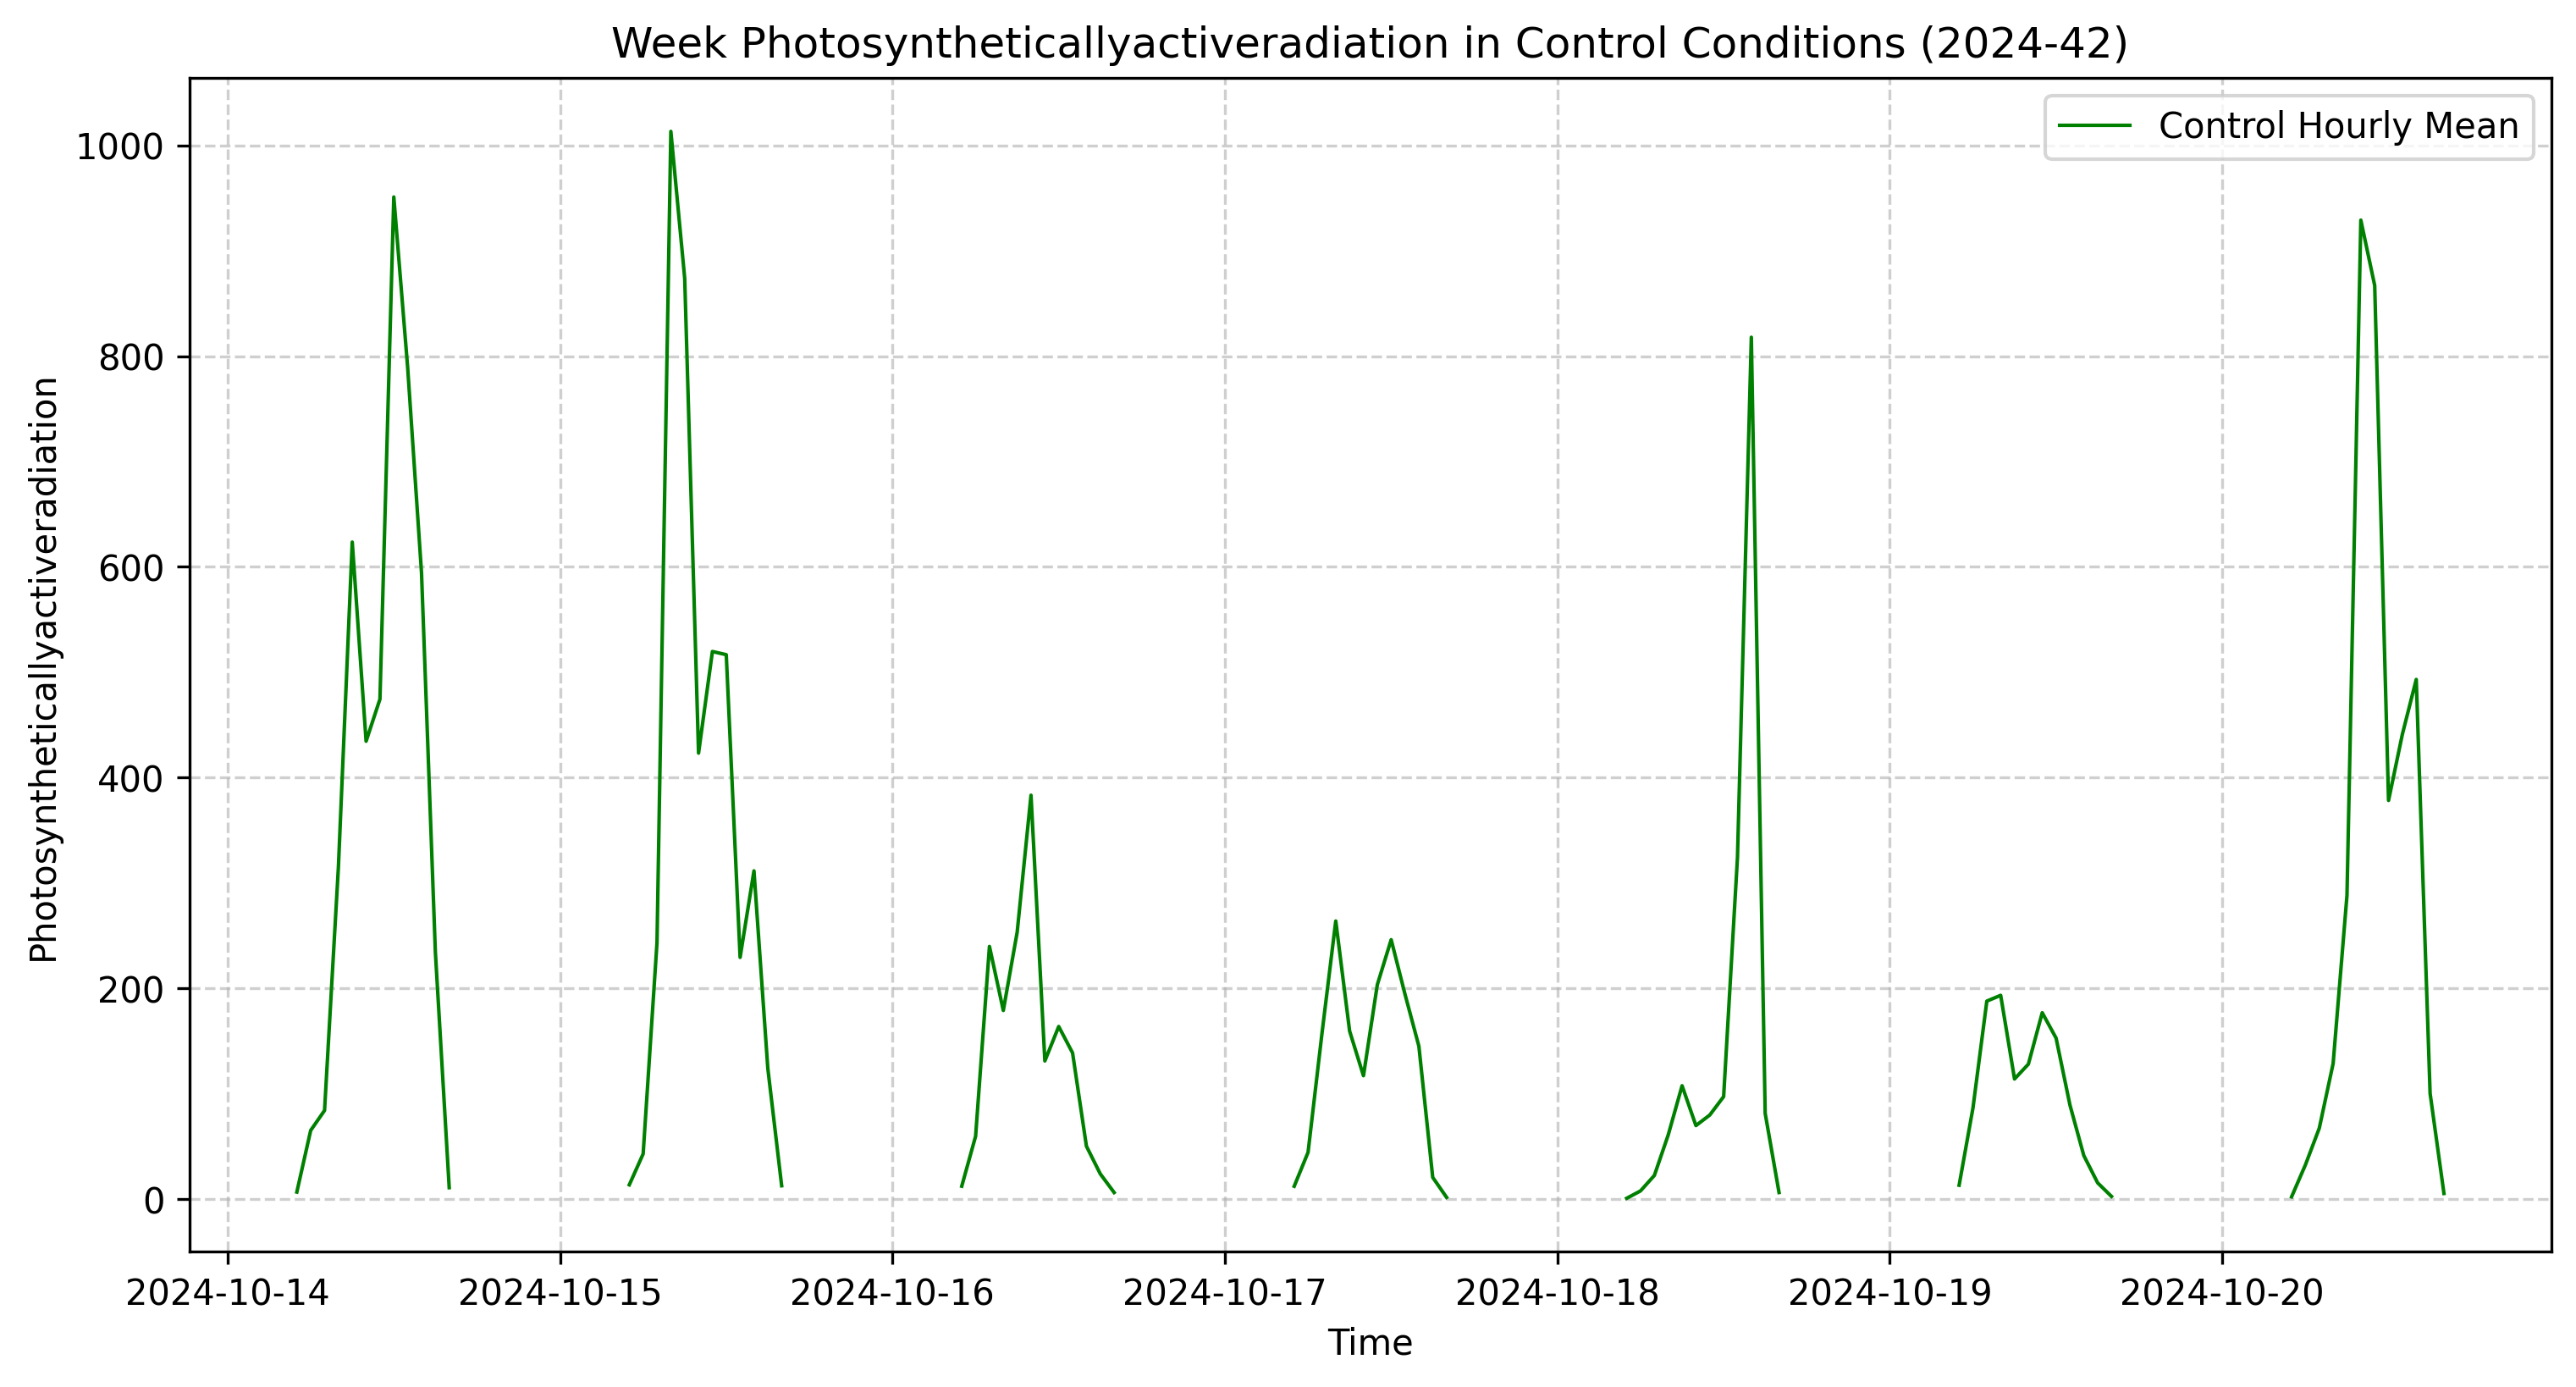 Week Photosyntheticallyactiveradiation in Control Conditions (2024-42)
Control Hourly Mean
Photosyntheticallyactiveradiation
1000
800
600
400
200
0
2024-10-14 2024-10-15 2024-10-16 2024-10-17 2024-10-18 2024-10-19 2024-10-20
Time